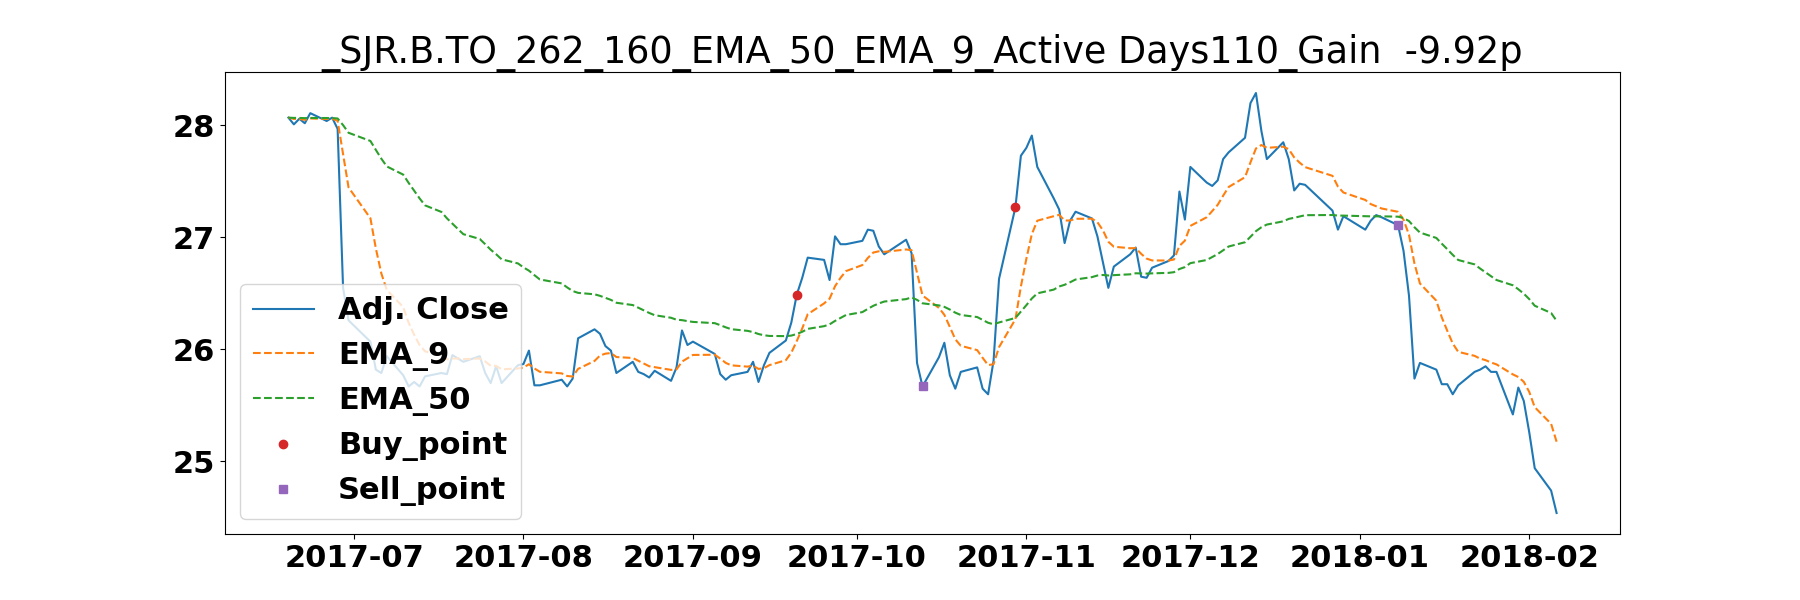 _SJR.B.TO_262_160_EMA_50_EMA_9_Active Days110_Gain  -9.92p
28
27
26
25
Adj. Close
EMA_9
EMA_50
Buy_point
Sell_point
2017-07 2017-08 2017-09 2017-10 2017-11 2017-12 2018-01 2018-02